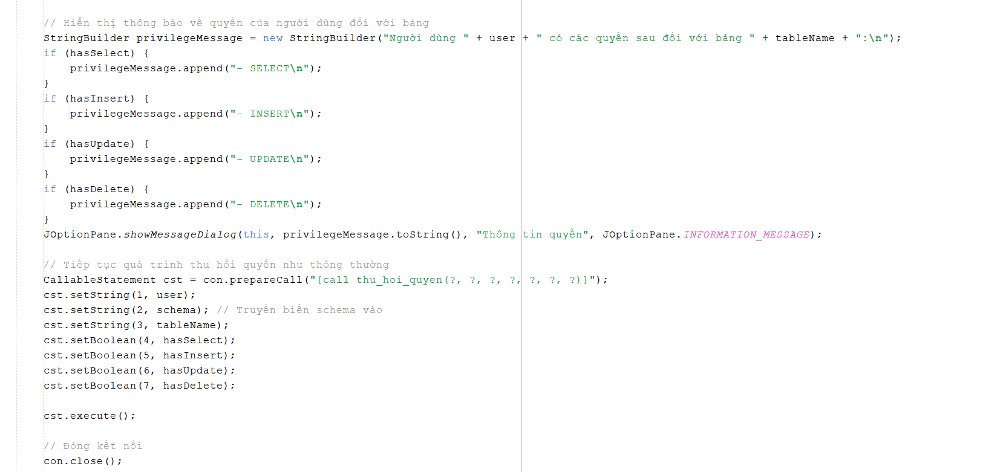 // Hiển thị thông báo về quyền của người dùng đối với bảng
StringBuilder privilegeMessage = new StringBuilder("Người dùng " + user + " có các quyền sau đối với bảng " + tableName + ":\n");
if (hasSelect) {
    privilegeMessage.append("- SELECT\n");
}
if (hasInsert) {
    privilegeMessage.append("- INSERT\n");
}
if (hasUpdate) {
    privilegeMessage.append("- UPDATE\n");
}
if (hasDelete) {
    privilegeMessage.append("- DELETE\n");
}
JOptionPane.showMessageDialog(this, privilegeMessage.toString(), "Thông tin quyền", JOptionPane.INFORMATION_MESSAGE);
// Tiếp tục quá trình thu hồi quyền như thông thường
CallableStatement cst = con.prepareCall("{call thu_hoi_quyen(?, ?, ?, ?, ?, ?, ?)}");
cst.setString(1, user);
cst.setString(2, schema); // Truyền biến schema vào
cst.setString(3, tableName);
cst.setBoolean(4, hasSelect);
cst.setBoolean(5, hasInsert);
cst.setBoolean(6, hasUpdate);
cst.setBoolean(7, hasDelete);
cst.execute();
// Đóng kết nối
con.close();